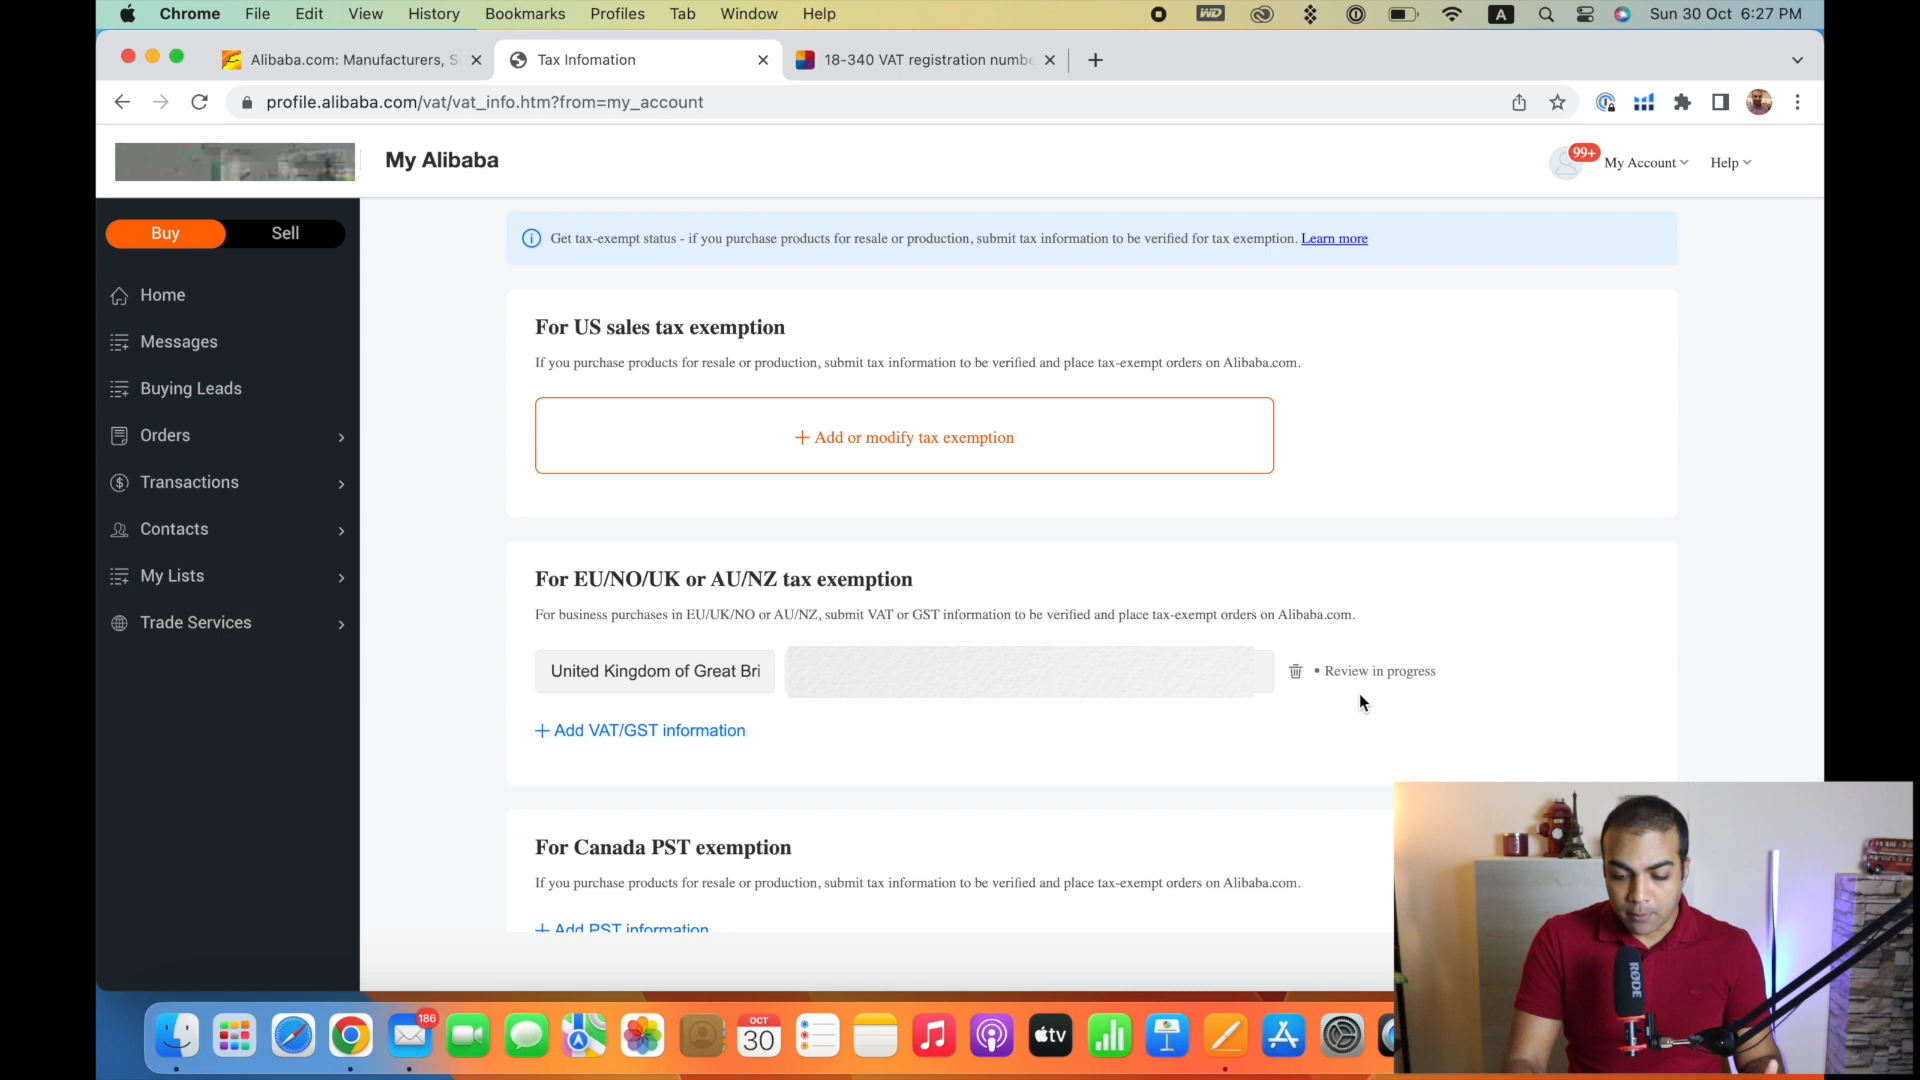 Chrome File Edit View History Bookmarks Profiles Tab Window Help
WD A Sun 30 Oct 6:27 PM
Alibaba.com: Manufacturers, S
Tax Infomation
18-340 VAT registration numbe
profile.alibaba.com/vat/vat_info.htm?from=my_account
My Alibaba
99+
My Account
Help
Buy
Sell
Home
Messages
Buying Leads
Orders
Transactions
Contacts
My Lists
Trade Services
Get tax-exempt status - if you purchase products for resale or production, submit tax information to be verified for tax exemption. Learn more
For US sales tax exemption
If you purchase products for resale or production, submit tax information to be verified and place tax-exempt orders on Alibaba.com.
+ Add or modify tax exemption
For EU/NO/UK or AU/NZ tax exemption
For business purchases in EU/UK/NO or AU/NZ, submit VAT or GST information to be verified and place tax-exempt orders on Alibaba.com.
United Kingdom of Great Bri
• Review in progress
+ Add VAT/GST information
For Canada PST exemption
If you purchase products for resale or production, submit tax information to be verified and place tax-exempt orders on Alibaba.com.
+ Add PST information
186
OCT
30
tv
RØDE